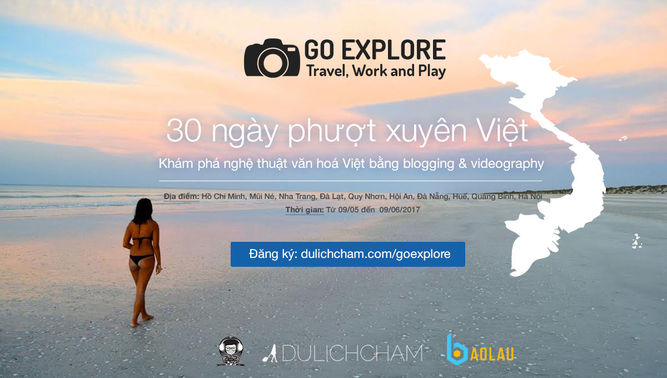 GO EXPLORE
Travel, Work and Play
30 ngày phượt xuyên Việt
Khám phá nghệ thuật văn hoá Việt bằng blogging & videography
Địa điểm: Hồ Chí Minh, Mũi Né, Nha Trang, Đà Lạt, Quy Nhơn, Hội An, Đà Nẵng, Huế, Quảng Bình, Hà Nội
Thời gian: Từ 09/05 đến 09/06/2017
Đăng ký: dulichcham.com/goexplore
DULICHCHAM
BAOLAU